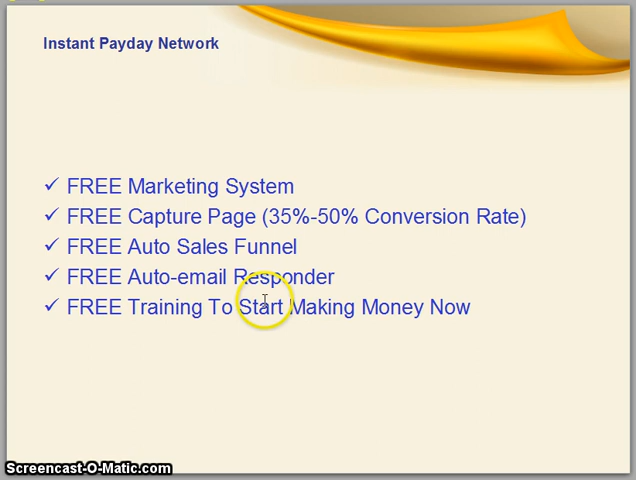 Instant Payday Network
FREE Marketing System
FREE Capture Page (35%-50% Conversion Rate)
FREE Auto Sales Funnel
FREE Auto-email Responder
FREE Training To Start Making Money Now
Screencast-O-Matic.com